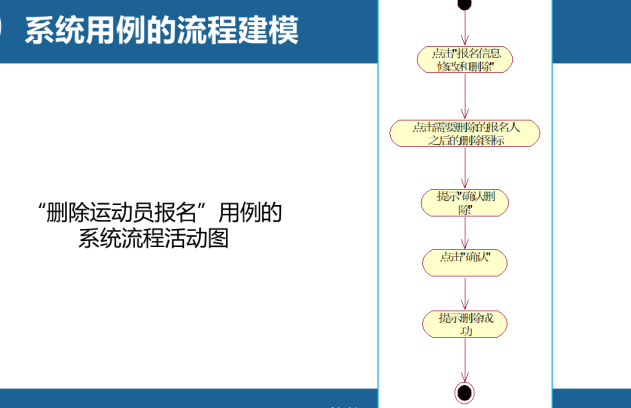 系统用例的流程建模
点击"报名信息
修改和删除"
点击需要删除的报名人
之后的删除图标
“删除运动员报名”用例的
系统流程活动图
提示"确认删
除"
点击"确认"
提示删除成
功